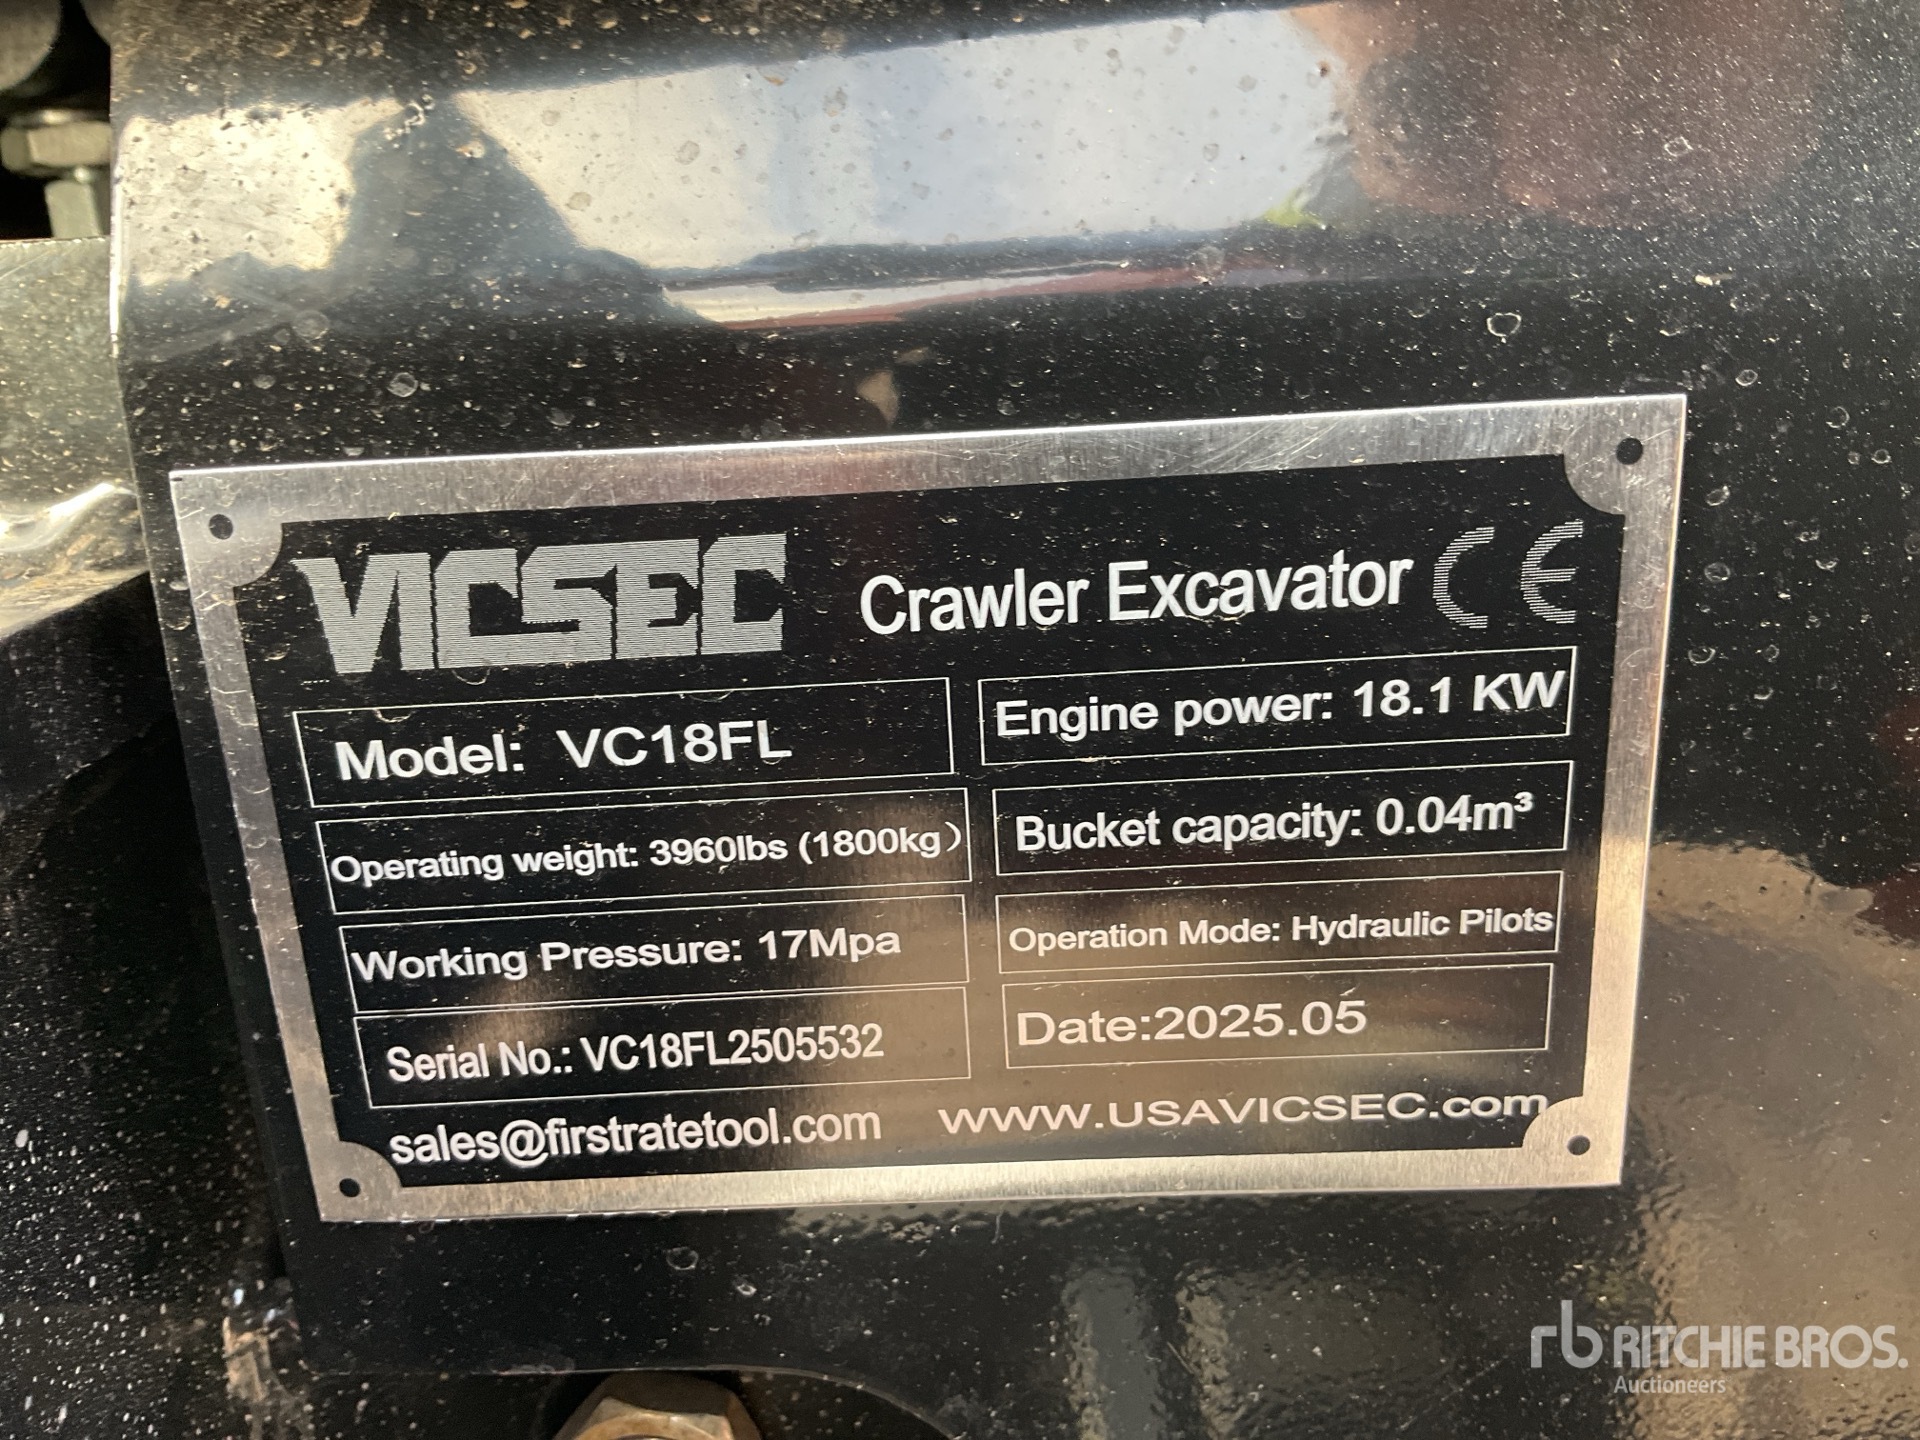 VICSEC Crawler Excavator CE
Model: VC18FL
Engine power: 18.1 KW
Operating weight: 3960lbs (1800kg)
Bucket capacity: 0.04m³
Working Pressure: 17Mpa
Operation Mode: Hydraulic Pilots
Serial No.: VC18FL2505532
Date:2025.05
sales@firstratetool.com WWW.USAVICSEC.com
rb RITCHIE BROS.
Auctioneers